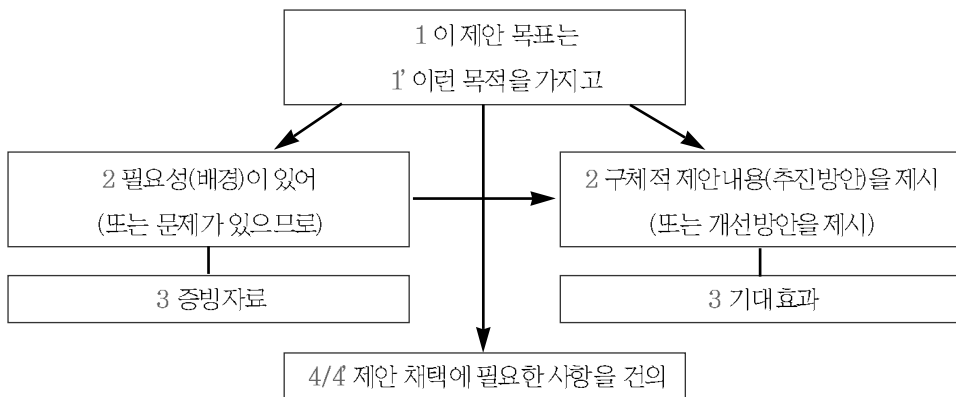 1 이 제안 목표는
1' 이런 목적을 가지고
2 필요성(배경)이 있어
(또는 문제가 있으므로)
2 구체적 제안내용(추진방안)을 제시
(또는 개선방안을 제시)
3 증빙자료
3 기대효과
4/4' 제안 채택에 필요한 사항을 건의